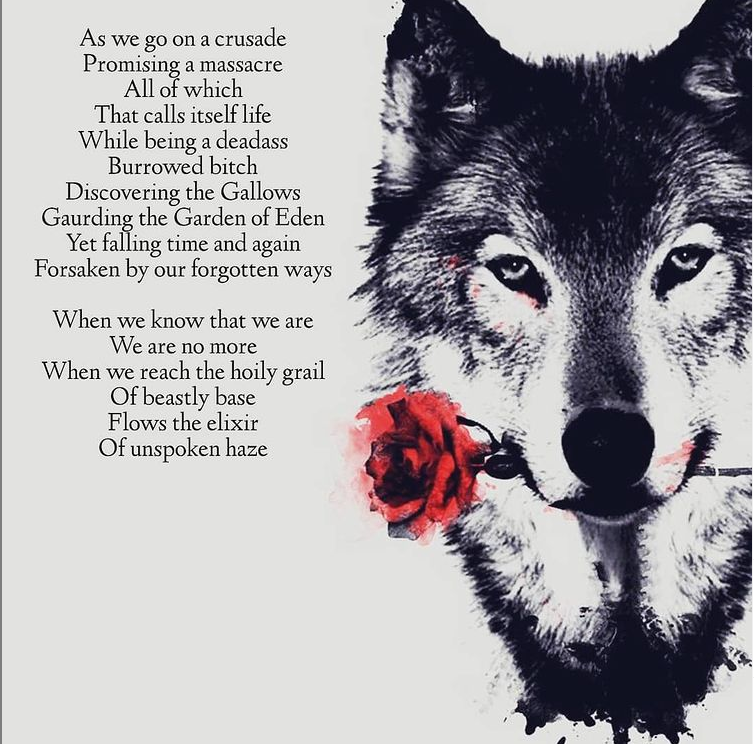 As we go on a crusade
Promising a massacre
All of which
That calls itself life
While being a deadass
Burrowed bitch
Discovering the Gallows
Gaurding the Garden of Eden
Yet falling time and again
Forsaken by our forgotten ways
When we know that we are
We are no more
When we reach the hoily grail
Of beastly base
Flows the elixir
Of unspoken haze